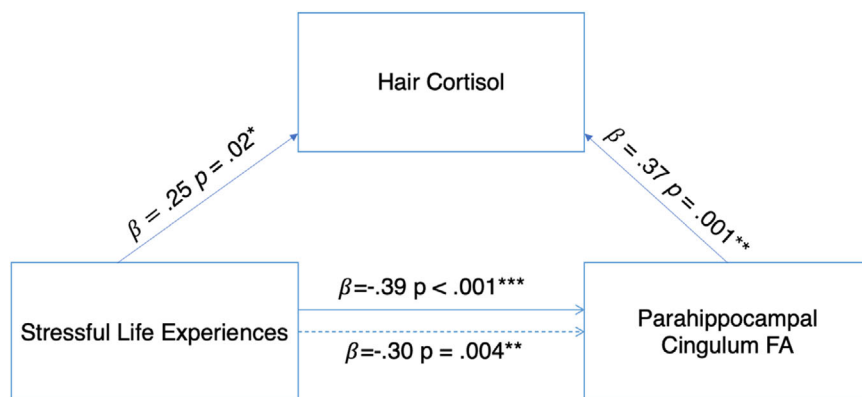 Hair Cortisol
β = .25 p = .02*
β = .37 p = .001**
Stressful Life Experiences
β=-.39 p < .001***
β=-.30 p = .004**
Parahippocampal
Cingulum FA